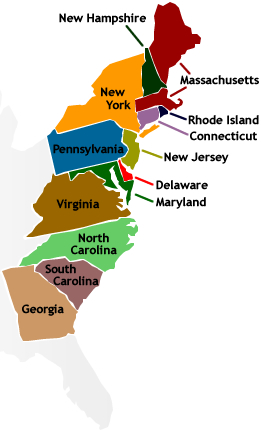 New Hampshire
Massachusetts
New
York
Rhode Island
Connecticut
Pennsylvania
New Jersey
Delaware
Maryland
Virginia
North
Carolina
South
Carolina
Georgia